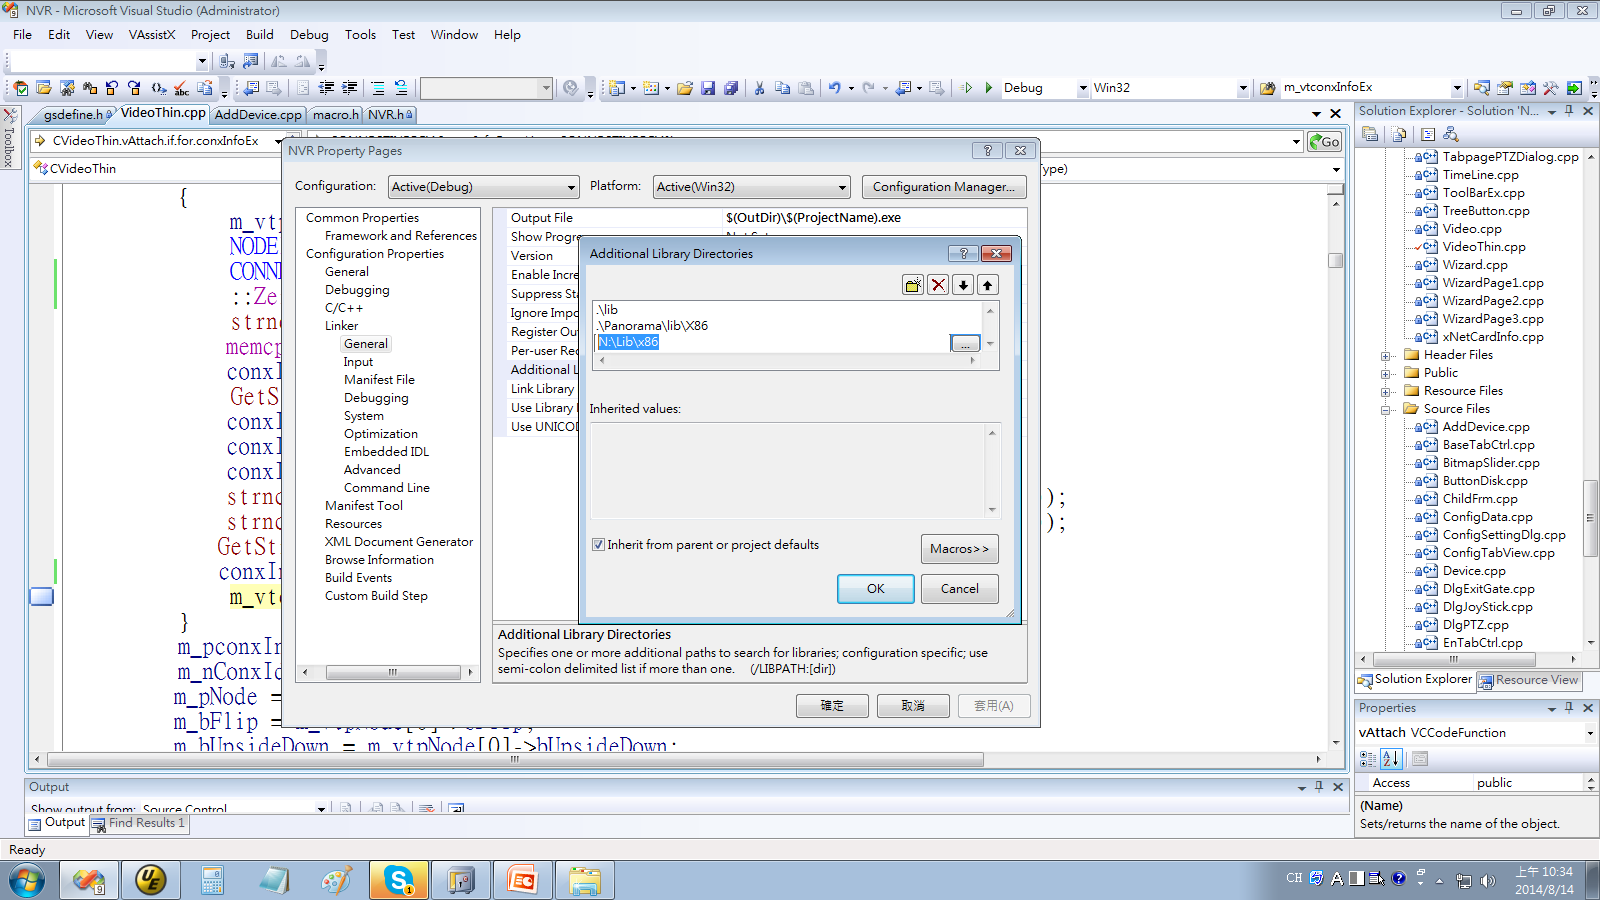 NVR - Microsoft Visual Studio (Administrator)
File Edit View VAssistX Project Build Debug Tools Test Window Help
Debug Win32 m_vtconxInfoEx
gsdefine.h VideoThin.cpp AddDevice.cpp macro.h NVR.h
CVideoThin.vAttach.if.for.conxInfoEx
Go
CVideoThin
Toolbox
{
m_vtp
NODE
CONN
::Ze
strn
memcp
conxI
GetS
conxI
conxI
conxI
strnc
);
strnc
);
GetSt
conxIn
m_vt
}
m_pconxIn
m_nConxId
m_pNode =
m_bFlip =
m_bUpsideDown = m_vtpNode[0]->bUpsideDown;
NVR Property Pages
Configuration: Active(Debug) Platform: Active(Win32) Configuration Manager...
Common Properties
Framework and References
Configuration Properties
General
Debugging
C/C++
Linker
General
Input
Manifest File
Debugging
System
Optimization
Embedded IDL
Advanced
Command Line
Manifest Tool
Resources
XML Document Generator
Browse Information
Build Events
Custom Build Step
Output File $(OutDir)\$(ProjectName).exe
Show Progre
Version
Enable Incre
Suppress Sta
Ignore Impo
Register Out
Per-user Red
Additional L
Link Library
Use Library
Use UNICOD
Additional Library Directories
.\lib
.\Panorama\lib\X86
N:\Lib\x86
...
Inherited values:
Inherit from parent or project defaults
Macros>>
OK Cancel
Additional Library Directories
Specifies one or more additional paths to search for libraries; configuration specific; use
semi-colon delimited list if more than one. (/LIBPATH:[dir])
確定 取消 套用(A)
Solution Explorer - Solution 'N...
TabpagePTZDialog.cpp
TimeLine.cpp
ToolBarEx.cpp
TreeButton.cpp
Video.cpp
VideoThin.cpp
Wizard.cpp
WizardPage1.cpp
WizardPage2.cpp
WizardPage3.cpp
xNetCardInfo.cpp
Header Files
Public
Resource Files
Source Files
AddDevice.cpp
BaseTabCtrl.cpp
BitmapSlider.cpp
ButtonDisk.cpp
ChildFrm.cpp
ConfigData.cpp
ConfigSettingDlg.cpp
ConfigTabView.cpp
Device.cpp
DlgExitGate.cpp
DlgJoyStick.cpp
DlgPTZ.cpp
EnTabCtrl.cpp
Solution Explorer Resource View
Properties
vAttach VCCodeFunction
Access public
(Name)
Sets/returns the name of the object.
Output
Show output from: Source Control
Output Find Results 1
Ready
CH 上午 10:34
2014/8/14